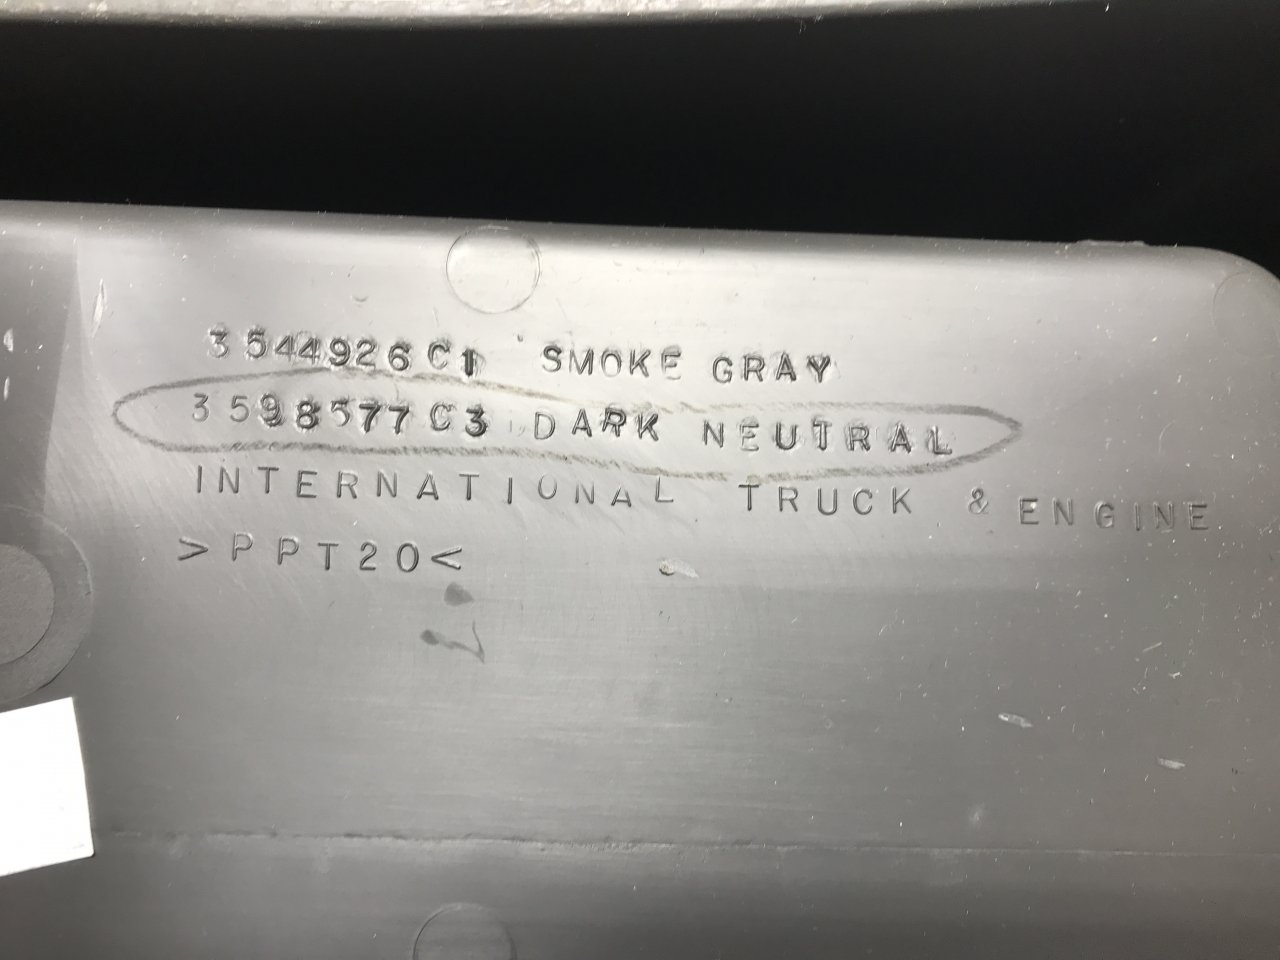 3544926C1 SMOKE GRAY
3598577C3 DARK NEUTRAL
INTERNATIONAL TRUCK & ENGINE
>PPT20<